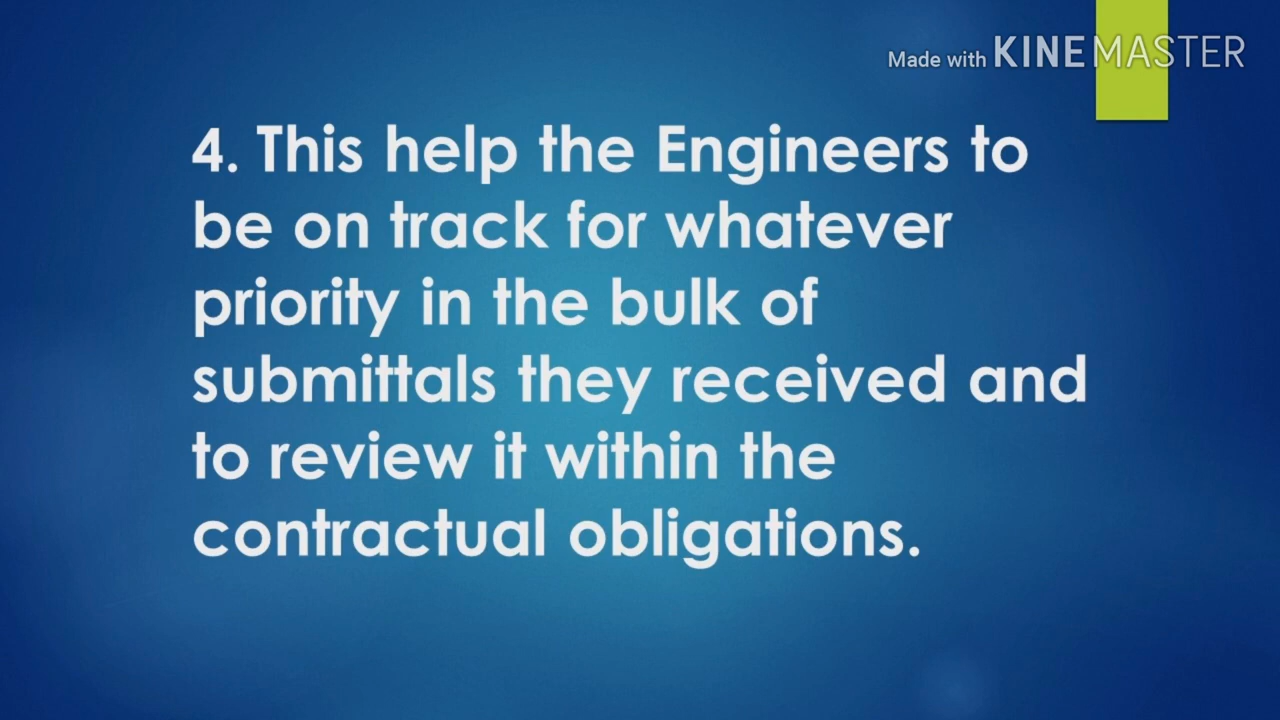 Made with KINEMASTER
4. This help the Engineers to
be on track for whatever
priority in the bulk of
submittals they received and
to review it within the
contractual obligations.